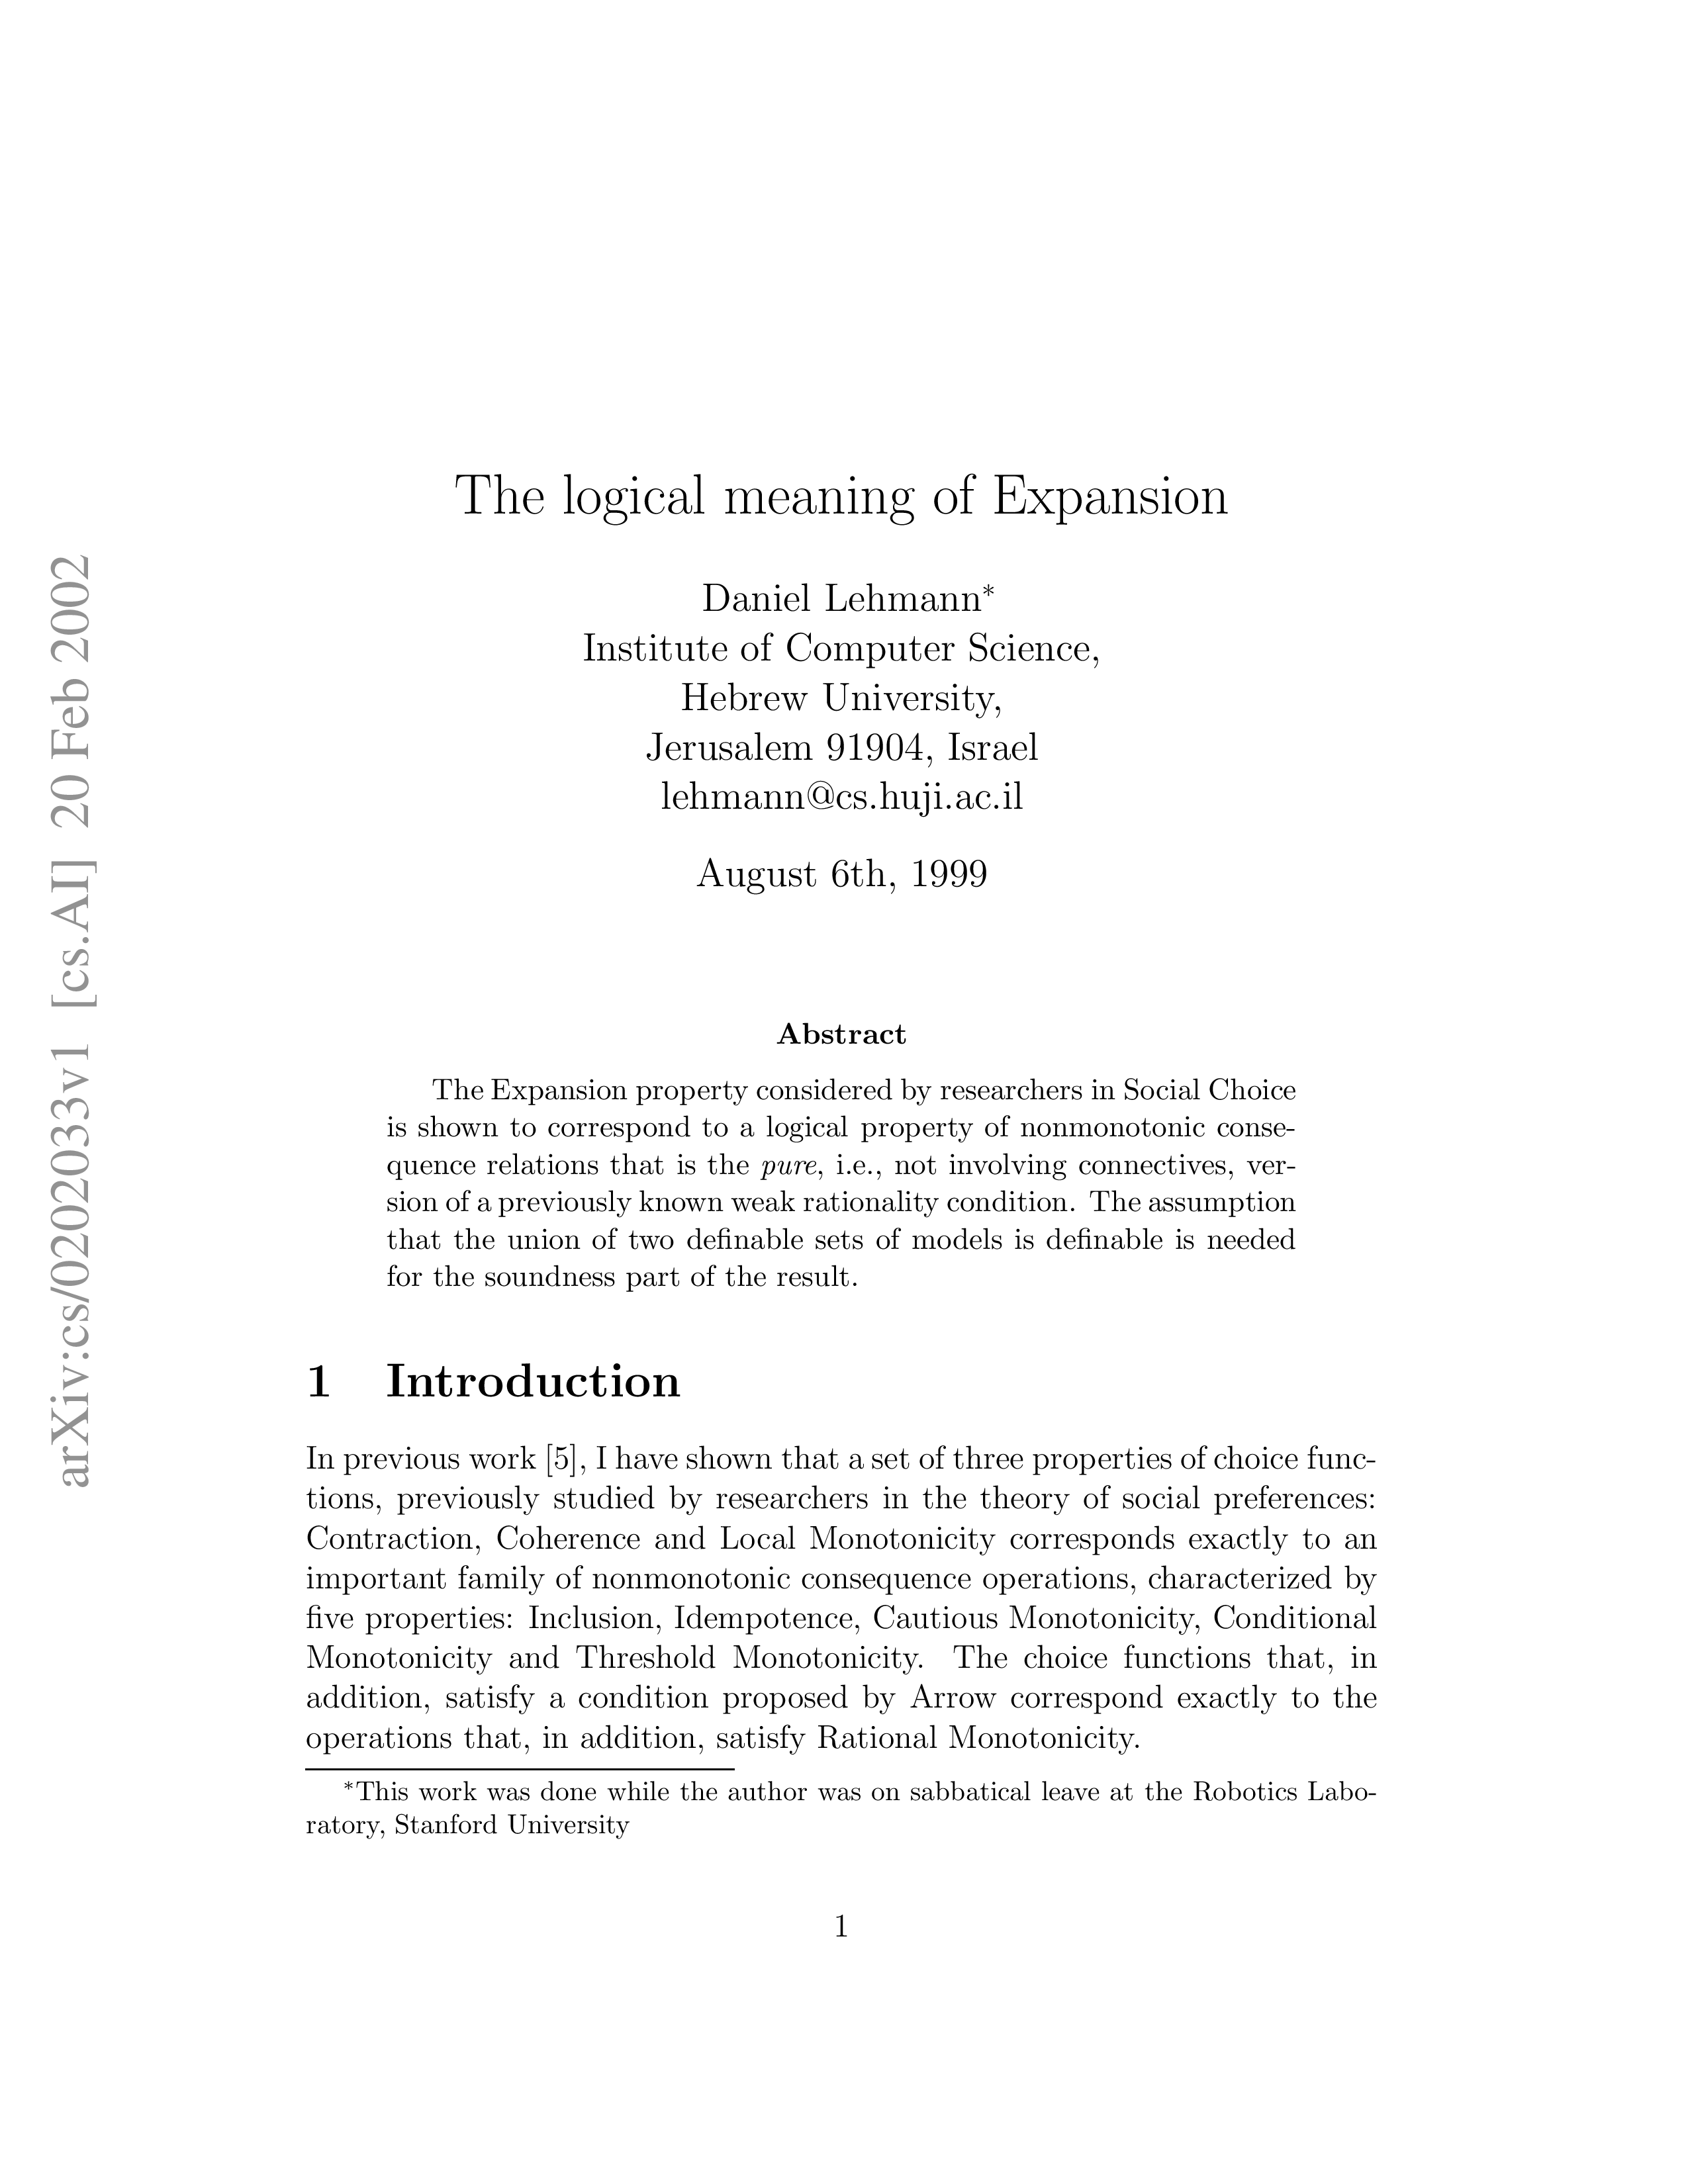 The logical meaning of Expansion
Daniel Lehmann*
Institute of Computer Science,
Hebrew University,
Jerusalem 91904, Israel
lehmann@cs.huji.ac.il
August 6th, 1999
arXiv:cs/0202033v1 [cs.AI] 20 Feb 2002
Abstract
The Expansion property considered by researchers in Social Choice
is shown to correspond to a logical property of nonmonotonic conse-
quence relations that is the pure, i.e., not involving connectives, ver-
sion of a previously known weak rationality condition. The assumption
that the union of two definable sets of models is definable is needed
for the soundness part of the result.
1 Introduction
In previous work [5], I have shown that a set of three properties of choice func-
tions, previously studied by researchers in the theory of social preferences:
Contraction, Coherence and Local Monotonicity corresponds exactly to an
important family of nonmonotonic consequence operations, characterized by
five properties: Inclusion, Idempotence, Cautious Monotonicity, Conditional
Monotonicity and Threshold Monotonicity. The choice functions that, in
addition, satisfy a condition proposed by Arrow correspond exactly to the
operations that, in addition, satisfy Rational Monotonicity.
*This work was done while the author was on sabbatical leave at the Robotics Labo-
ratory, Stanford University
1